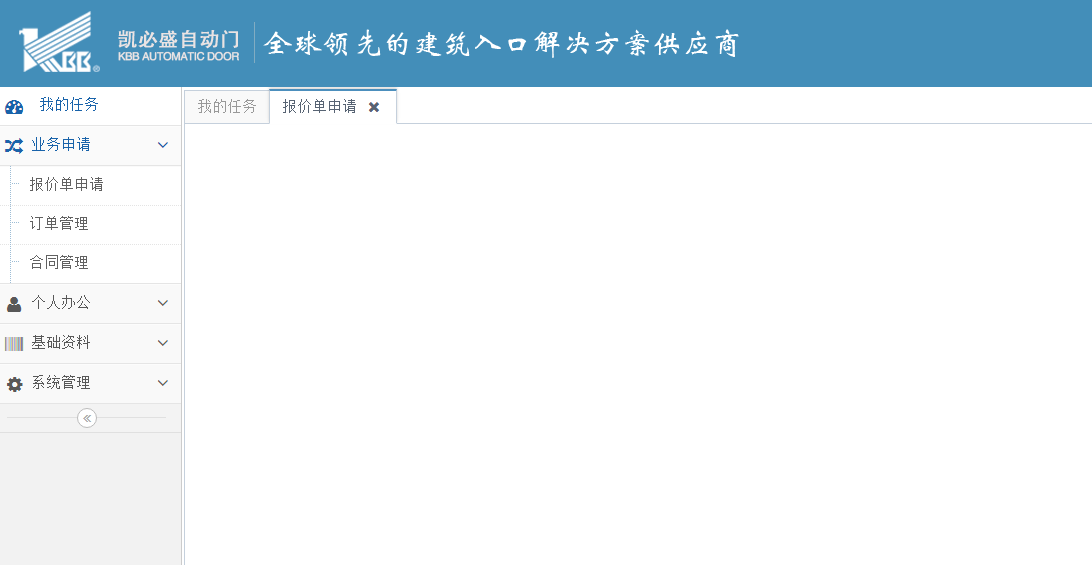 KBB®
凯必盛自动门
KBB AUTOMATIC DOOR
全球领先的建筑入口解决方案供应商
我的任务
业务申请
报价单申请
订单管理
合同管理
个人办公
基础资料
系统管理
我的任务
报价单申请